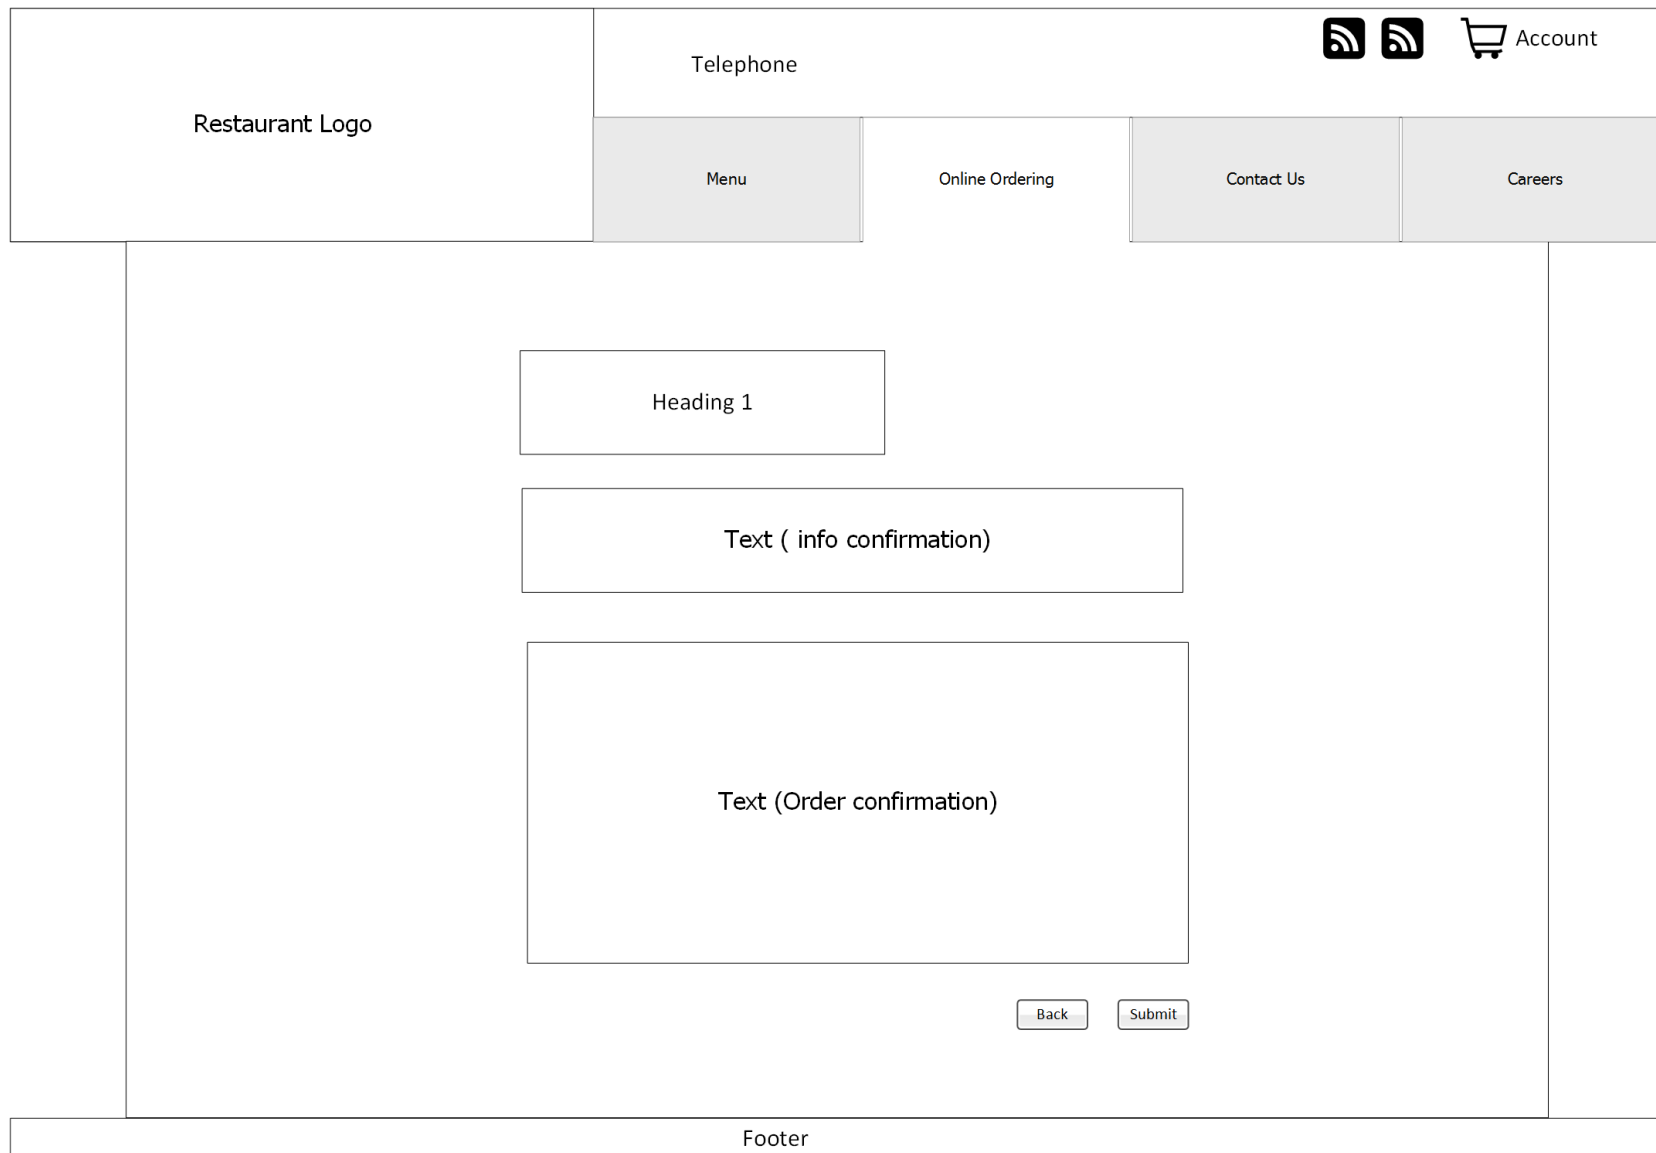 Account
Telephone
Restaurant Logo
Menu
Online Ordering
Contact Us
Careers
Heading 1
Text ( info confirmation)
Text (Order confirmation)
Back
Submit
Footer